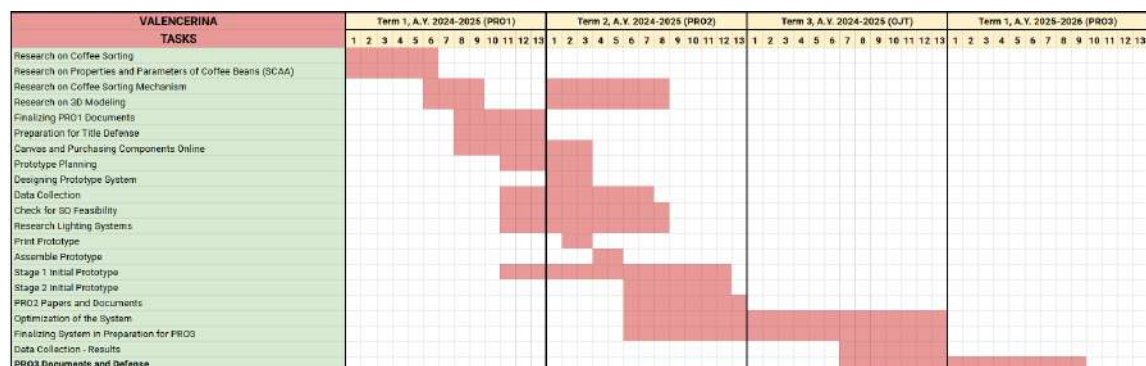 VALENCERINA Term 1, A.Y. 2024-2025 (PRO1) Term 2, A.Y. 2024-2025 (PRO2) Term 3, A.Y. 2024-2025 (OJT) Term 1, A.Y. 2025-2026 (PRO3)
TASKS 1 2 3 4 5 6 7 8 9 10 11 12 13 1 2 3 4 5 6 7 8 9 10 11 12 13 1 2 3 4 5 6 7 8 9 10 11 12 13 1 2 3 4 5 6 7 8 9 10 11 12 13
Research on Coffee Sorting
Research on Properties and Parameters of Coffee Beans (SCAA)
Research on Coffee Sorting Mechanism
Research on 3D Modeling
Finalizing PRO1 Documents
Preparation for Title Defense
Canvas and Purchasing Components Online
Prototype Planning
Designing Prototype System
Data Collection
Check for SO Feasibility
Research Lighting Systems
Print Prototype
Assemble Prototype
Stage 1 Initial Prototype
Stage 2 Initial Prototype
PRO2 Papers and Documents
Optimization of the System
Finalizing System in Preparation for PRO3
Data Collection - Results
PRO3 Documents and Defense